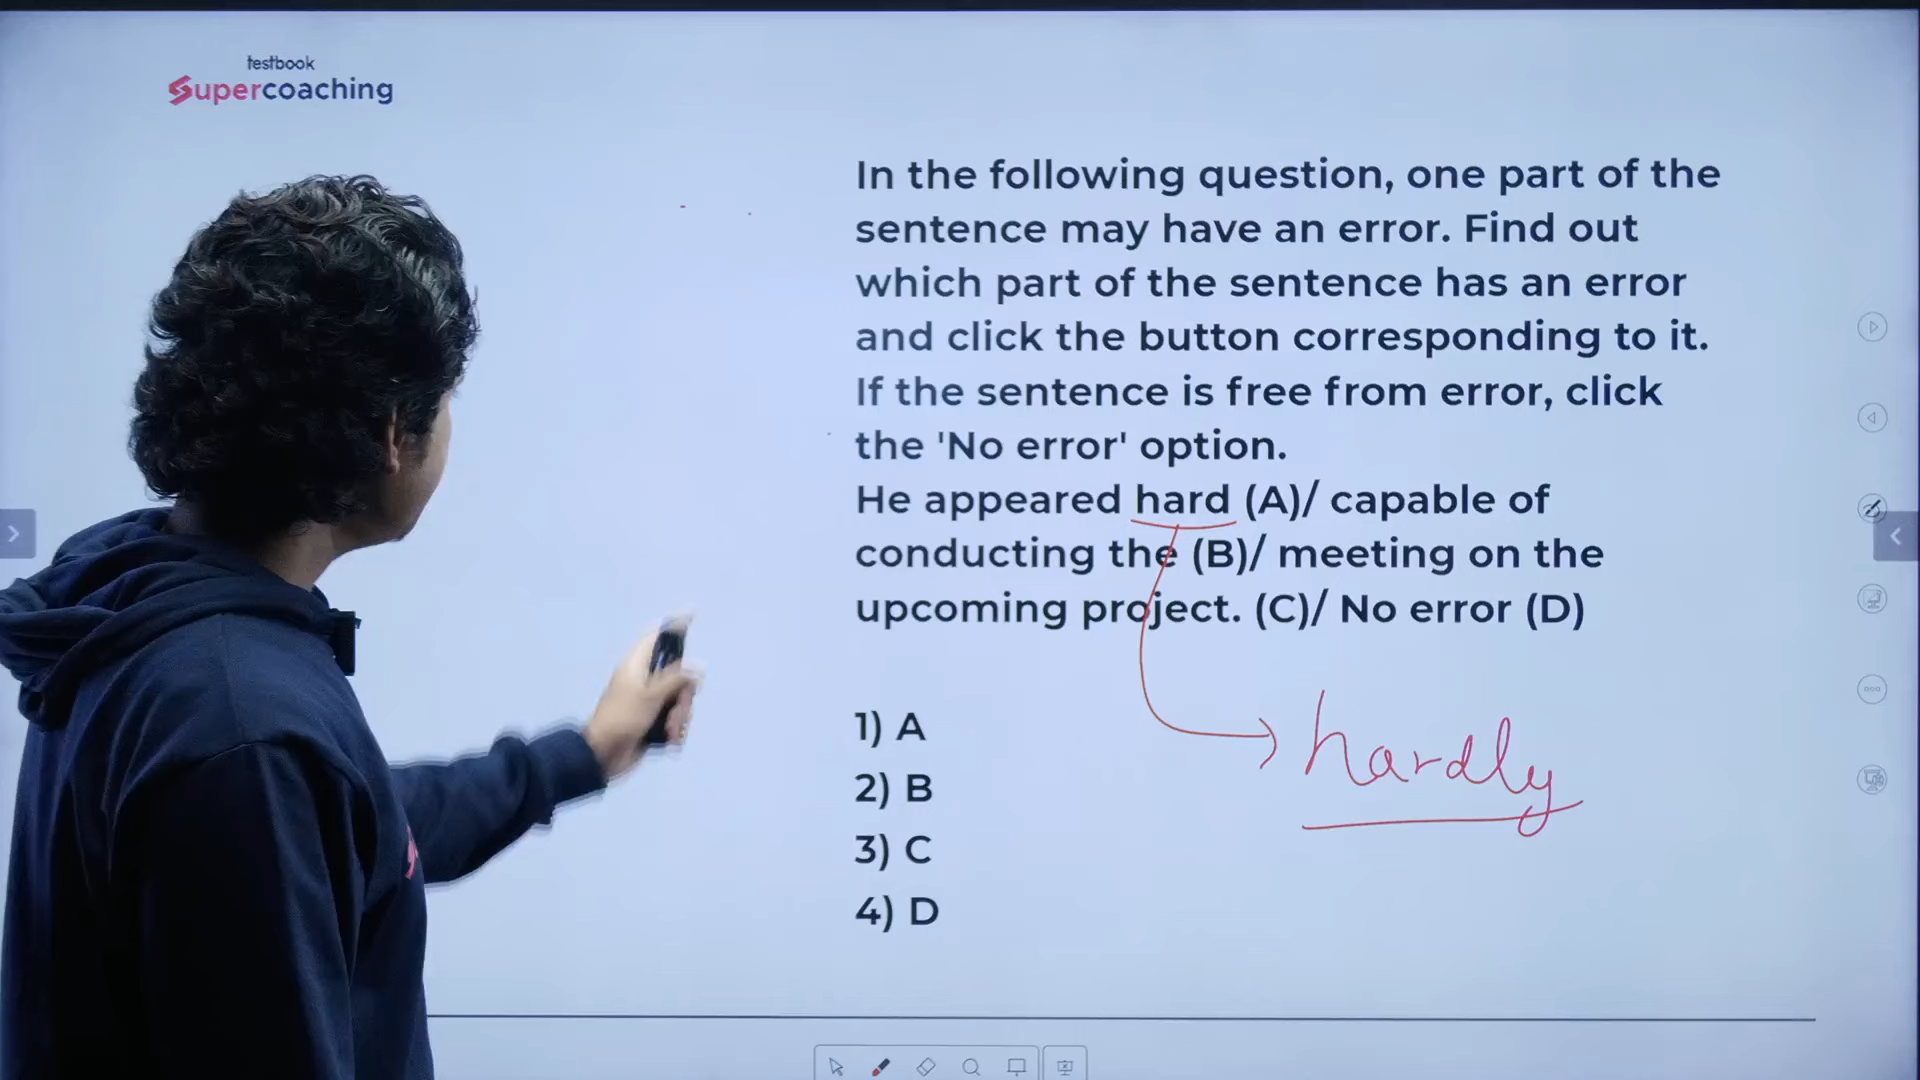 testbook
Supercoaching
In the following question, one part of the
sentence may have an error. Find out
which part of the sentence has an error
and click the button corresponding to it.
If the sentence is free from error, click
the 'No error' option.
He appeared hard (A)/ capable of
conducting the (B)/ meeting on the
upcoming project. (C)/ No error (D)
hardly
1) A
2) B
3) C
4) D